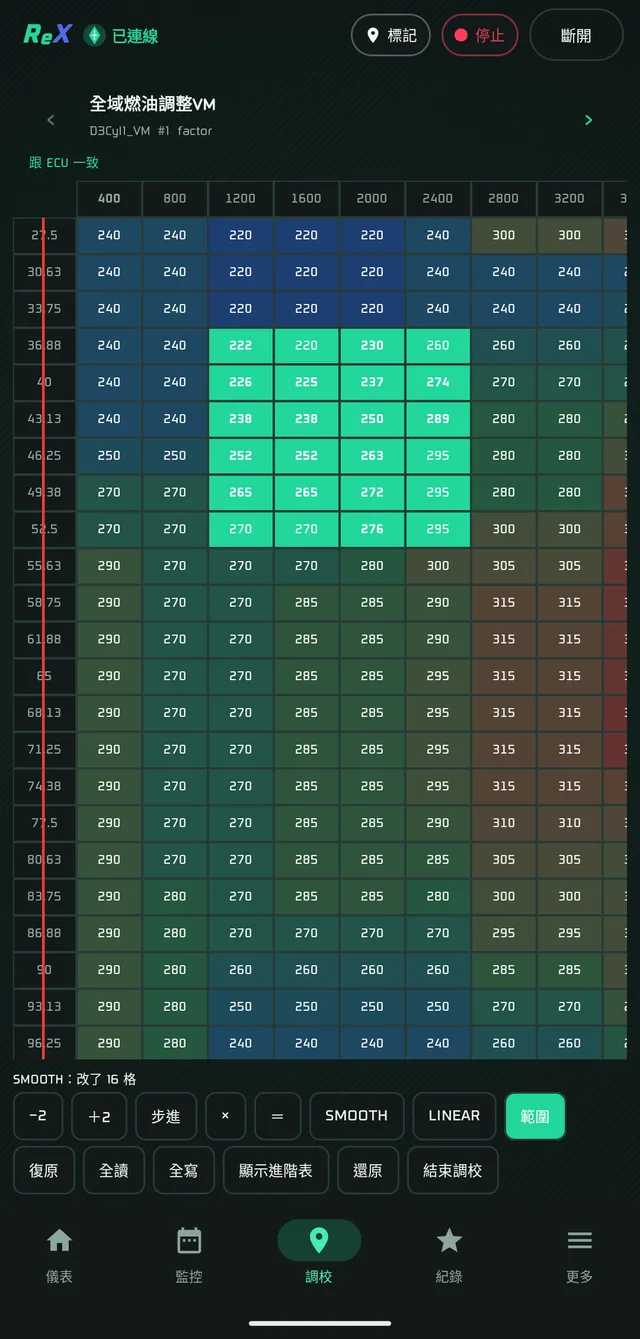 ReX 已連線 標記 停止 斷開
全域燃油調整VM
D3Cyl1_VM #1 factor
跟 ECU 一致
400 800 1200 1600 2000 2400 2800 3200
27.5 240 240 220 220 220 240 300 300
30.63 240 240 220 220 220 240 240 240
33.75 240 240 220 220 220 240 240 240
36.88 240 240 222 220 230 260 260 260
40 240 240 226 225 237 274 270 270
43.13 240 240 238 238 250 289 280 280
46.25 250 250 252 252 263 295 280 280
49.38 270 270 265 265 272 295 280 280
52.5 270 270 270 270 276 295 300 300
55.63 290 270 270 270 280 300 305 305
58.75 290 270 270 285 285 290 315 315
61.88 290 270 270 285 285 290 315 315
65 290 270 270 285 285 295 315 315
68.13 290 270 270 285 285 295 315 315
71.25 290 270 270 285 285 295 315 315
74.38 290 270 270 285 285 295 315 315
77.5 290 270 270 285 285 290 310 310
80.63 290 270 270 285 285 285 305 305
83.75 290 280 270 285 285 280 300 300
86.88 290 280 270 270 270 270 295 295
90 290 280 260 260 260 260 285 285
93.13 290 280 250 250 250 250 270 270
96.25 290 280 240 240 240 240 260 260
SMOOTH：改了 16 格
−2 +2 步進 × = SMOOTH LINEAR 範圍
復原 全讀 全寫 顯示進階表 還原 結束調校
儀表 監控 調校 紀錄 更多